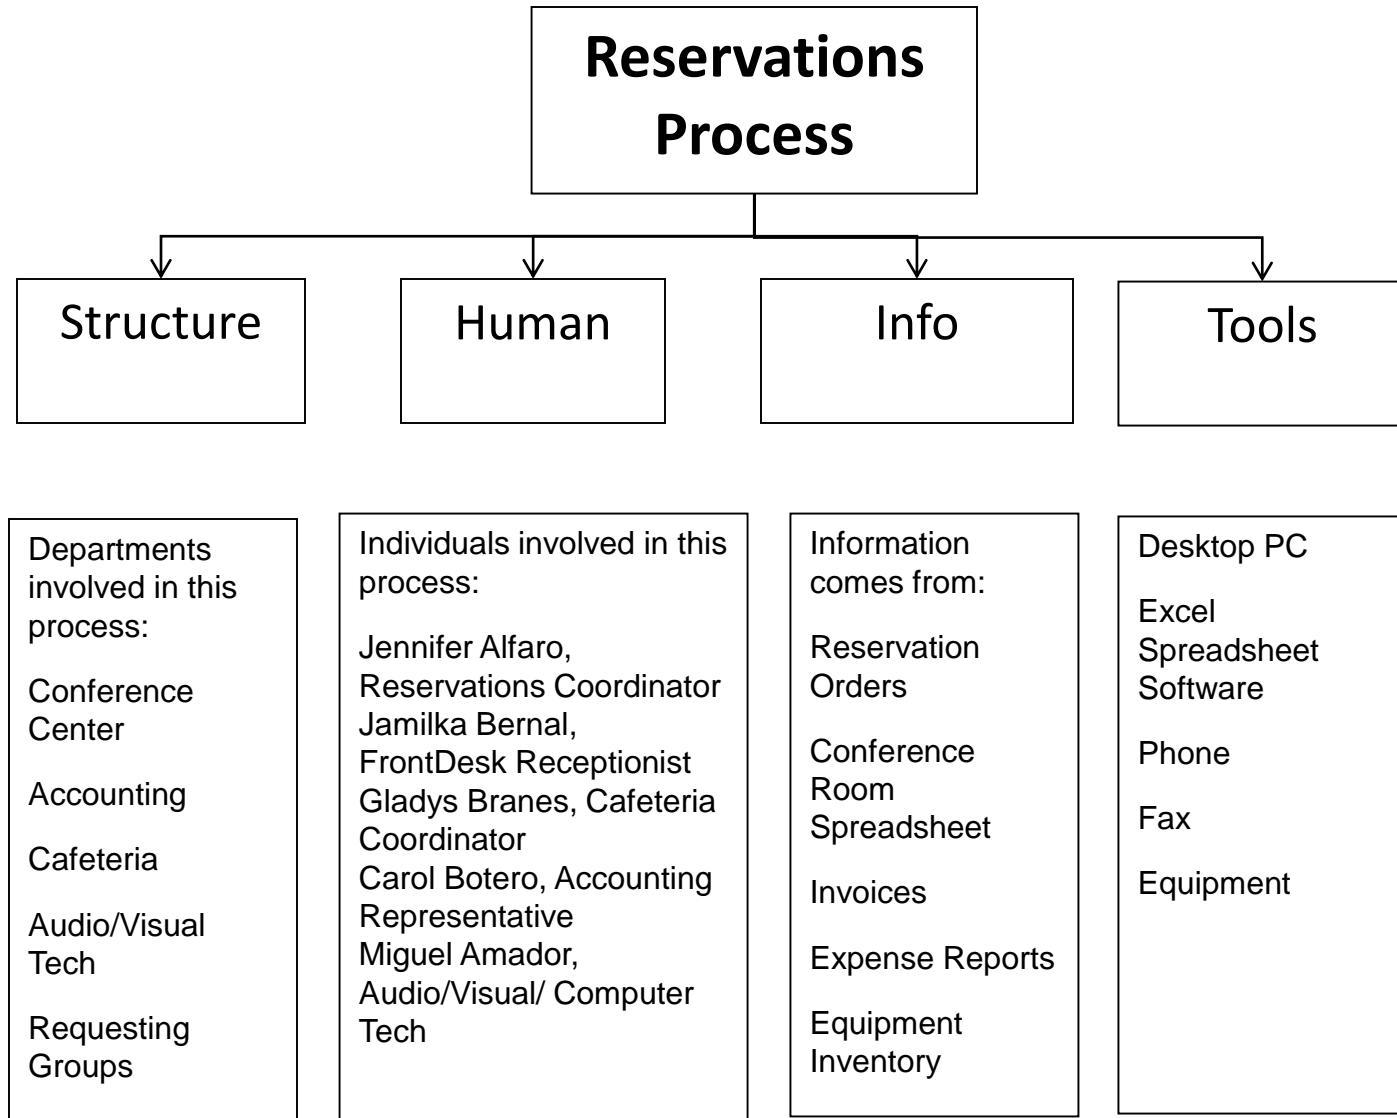 Reservations
Process
Structure
Human
Info
Tools
Departments
involved in this
process:
Conference
Center
Accounting
Cafeteria
Audio/Visual
Tech
Requesting
Groups
Individuals involved in this
process:
Jennifer Alfaro,
Reservations Coordinator
Jamilka Bernal,
FrontDesk Receptionist
Gladys Branes, Cafeteria
Coordinator
Carol Botero, Accounting
Representative
Miguel Amador,
Audio/Visual/ Computer
Tech
Information
comes from:
Reservation
Orders
Conference
Room
Spreadsheet
Invoices
Expense Reports
Equipment
Inventory
Desktop PC
Excel
Spreadsheet
Software
Phone
Fax
Equipment